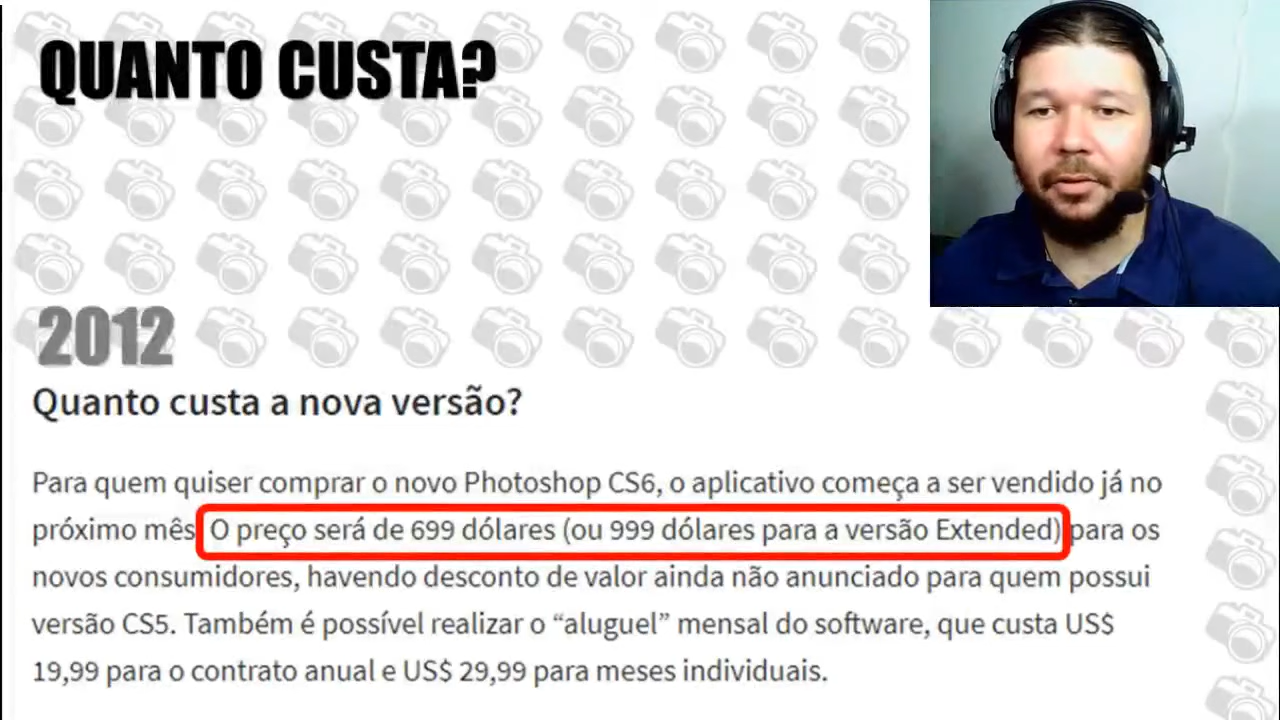 QUANTO CUSTA?
2012
Quanto custa a nova versão?
Para quem quiser comprar o novo Photoshop CS6, o aplicativo começa a ser vendido já no
próximo mês O preço será de 699 dólares (ou 999 dólares para a versão Extended) para os
novos consumidores, havendo desconto de valor ainda não anunciado para quem possui
versão CS5. Também é possível realizar o “aluguel” mensal do software, que custa US$
19,99 para o contrato anual e US$ 29,99 para meses individuais.